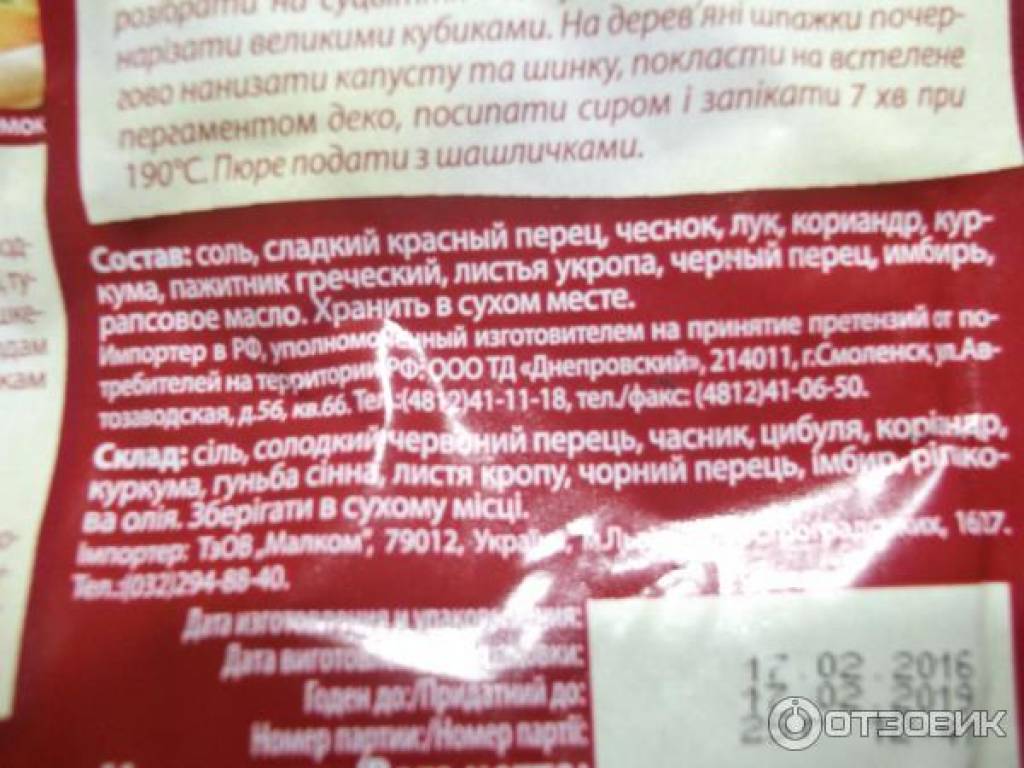 розібрати на суцвіття
нарізати великими кубиками. На дерев'яні шпажки почер-
гово нанизати капусту та шинку, покласти на встелене
пергаментом деко, посипати сиром і запікати 7 хв при
190°С. Пюре подати з шашличками.
Состав: соль, сладкий красный перец, чеснок, лук, кориандр, кур-
кума, пажитник греческий, листья укропа, черный перец, имбирь,
рапсовое масло. Хранить в сухом месте.
Импортер в РФ, уполномоченный изготовителем на принятие претензий от по-
требителей на территории РФ: ООО ТД «Днепровский», 214011, г.Смоленск, ул.Ав-
тозаводская, д.56, кв.66. Тел.:(4812)41-11-18, тел./факс: (4812)41-06-50.
Склад: сіль, солодкий червоний перець, часник, цибуля, коріандр,
куркума, гуньба сінна, листя кропу, чорний перець, імбир, ріпако-
ва олія. Зберігати в сухому місці.
Імпортер: ТзОВ „Малком", 79012, Україна, 16
Тел.:(032)294-88-40.
Дата изготовления и упаковывания:
Дата виготовлення
Годен до:/Придатний до:
Номер партии:/Номер партії:
02 2016
02
ОТЗОВИК